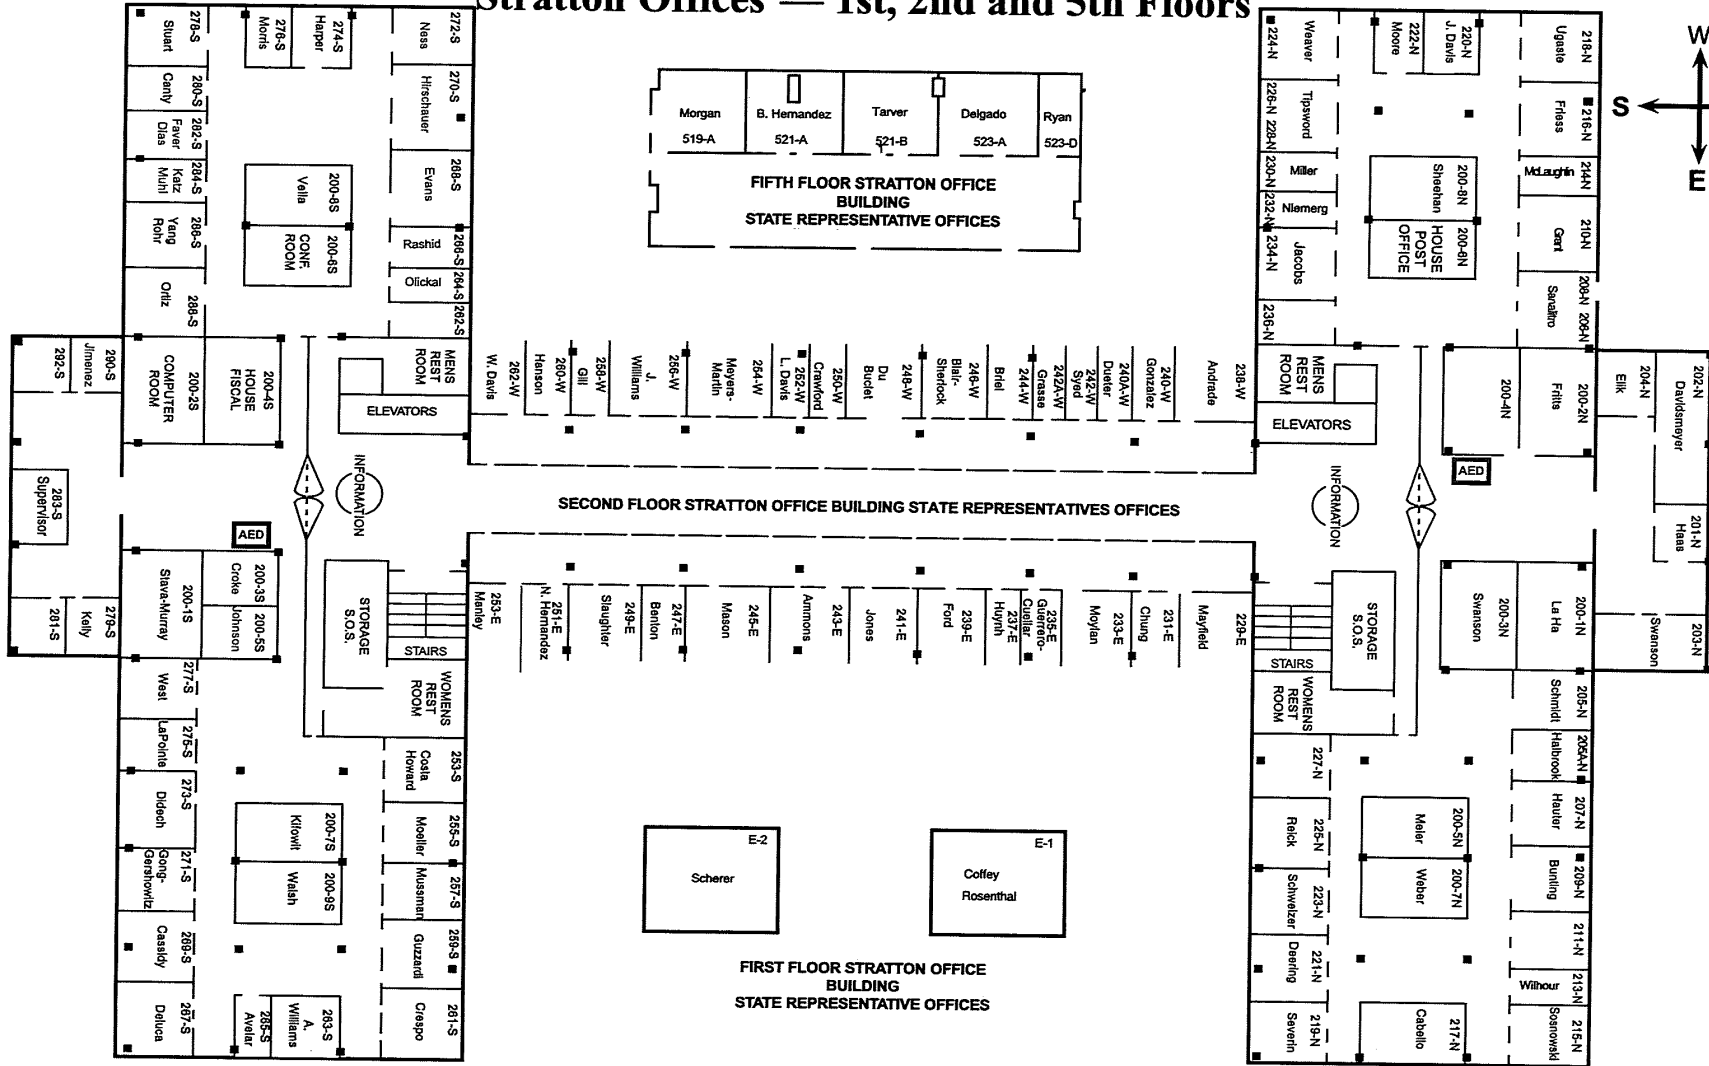 Stratton Offices — 1st, 2nd and 5th Floors
W
S
E
278-S
Stuart
280-S
Canty
282-S
Faver
Dias
284-S
Katz
Muhl
286-S
Yang
Rohr
288-S
Ortiz
276-S
Morris
274-S
Harper
200-8S
Vella
200-6S
CONF.
ROOM
272-S
Ness
270-S
Hirschauer
268-S
Evans
266-S
Rashid
264-S
Olickal
262-S
Morgan
519-A
B. Hernandez
521-A
Tarver
521-B
Delgado
523-A
Ryan
523-D
FIFTH FLOOR STRATTON OFFICE
BUILDING
STATE REPRESENTATIVE OFFICES
Weaver
224-N
Tipsword
226-N 228-N
Miller
230-N
Niemerg
232-N
Jacobs
234-N
236-N
222-N
Moore
220-N
J. Davis
200-8N
Sheehan
200-6N
HOUSE
POST
OFFICE
218-N
Ugaste
216-N
Friess
214-N
McLaughlin
210-N
Grant
208-N 206-N
Sanalitro
290-S
Jimenez
292-S
200-2S
COMPUTER
ROOM
200-4S
HOUSE
FISCAL
MENS
REST
ROOM
ELEVATORS
262-W
W. Davis
260-W
Hanson
258-W
Gill
256-W
J.
Williams
254-W
Meyers-
Martin
252-W
L. Davis
250-W
Crawford
248-W
Du
Buclet
246-W
Blair-
Sherlock
244-W
Briel
242A-W
Grasse
242-W
Syed
240A-W
Dueter
240-W
Gonzalez
238-W
Andrade
MENS
REST
ROOM
ELEVATORS
200-4N
200-2N
Fritts
204-N
Elik
202-N
Davidsmeyer
AED
201-N
Haas
INFORMATION
INFORMATION
SECOND FLOOR STRATTON OFFICE BUILDING STATE REPRESENTATIVES OFFICES
283-S
Supervisor
AED
200-1S
Stava-Murray
200-3S
Croke
200-5S
Johnson
279-S
Kelly
281-S
STORAGE
S.O.S.
STAIRS
WOMENS
REST
ROOM
253-E
Manley
251-E
N. Hernandez
249-E
Slaughter
247-E
Benton
245-E
Mason
243-E
Ammons
241-E
Jones
239-E
Ford
237-E
Huynh
235-E
Guerrero-
Cuellar
233-E
Moylan
231-E
Chung
229-E
Mayfield
STAIRS
WOMENS
REST
ROOM
STORAGE
S.O.S.
200-3N
Swanson
200-1N
La Ha
203-N
Swanson
277-S
West
275-S
LaPointe
273-S
Didech
271-S
Gong-
Gershowitz
269-S
Cassidy
267-S
Deluca
200-7S
Kifowit
200-9S
Walsh
265-S
Avelar
263-S
A.
Williams
253-S
Costa
Howard
255-S
Moeller
257-S
Mussman
259-S
Guzzardi
261-S
Crespo
E-2
Scherer
E-1
Coffey
Rosenthal
FIRST FLOOR STRATTON OFFICE
BUILDING
STATE REPRESENTATIVE OFFICES
227-N
225-N
Reick
223-N
Schweizer
221-N
Deering
219-N
Severin
200-5N
Meier
200-7N
Weber
217-N
Cabello
205-N
Schmidt
205A-N
Halbrook
207-N
Hauter
209-N
Bunting
211-N
213-N
Wilhour
215-N
Sosnowski